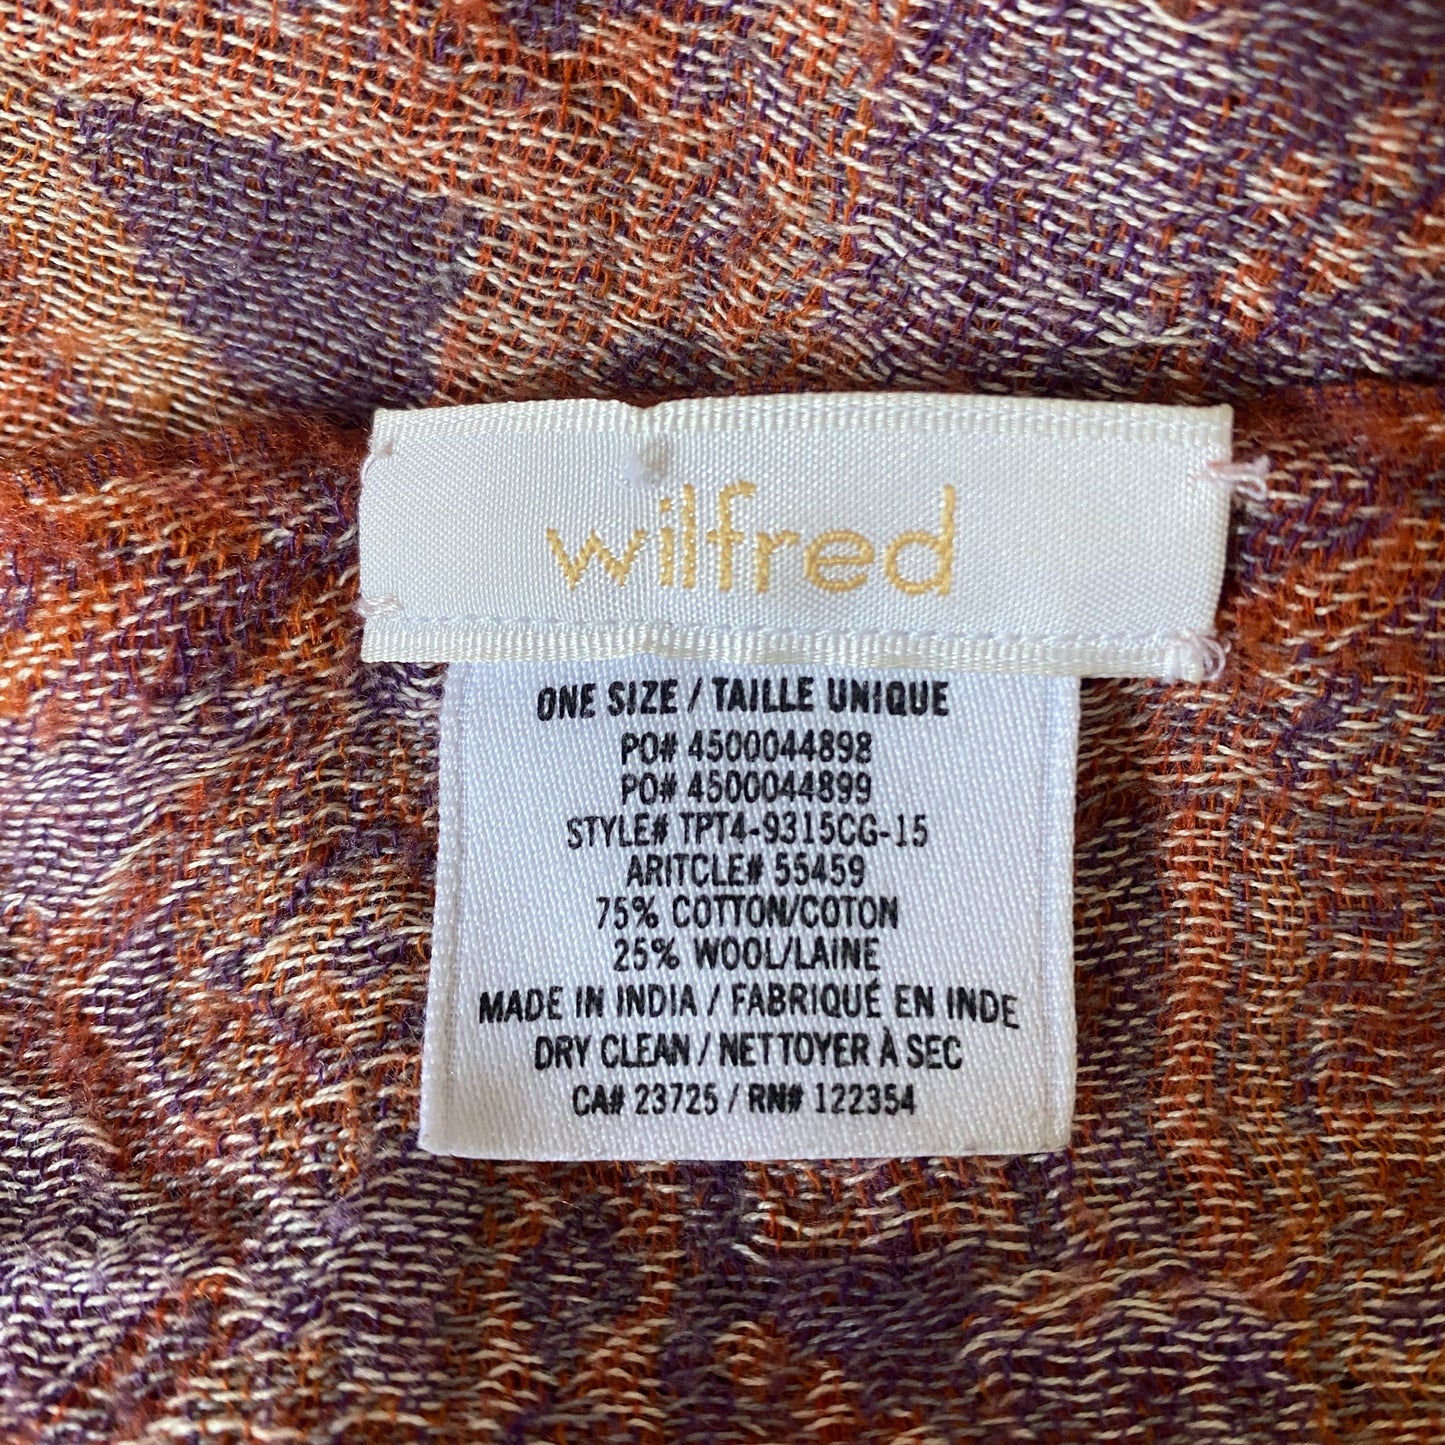 wilfred
ONE SIZE / TAILLE UNIQUE
PO# 4500044898
PO# 4500044899
STYLE# TPT4-9315CG-15
ARITCLE# 55459
75% COTTON/COTON
25% WOOL/LAINE
MADE IN INDIA / FABRIQUÉ EN INDE
DRY CLEAN / NETTOYER À SEC
CA# 23725 / RN# 122354